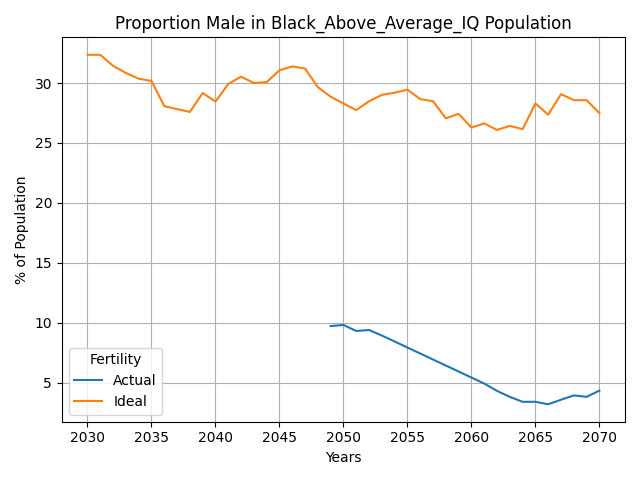 Proportion Male in Black_Above_Average_IQ Population
% of Population
30
25
20
15
10
5
Fertility
Actual
Ideal
2030 2035 2040 2045 2050 2055 2060 2065 2070
Years